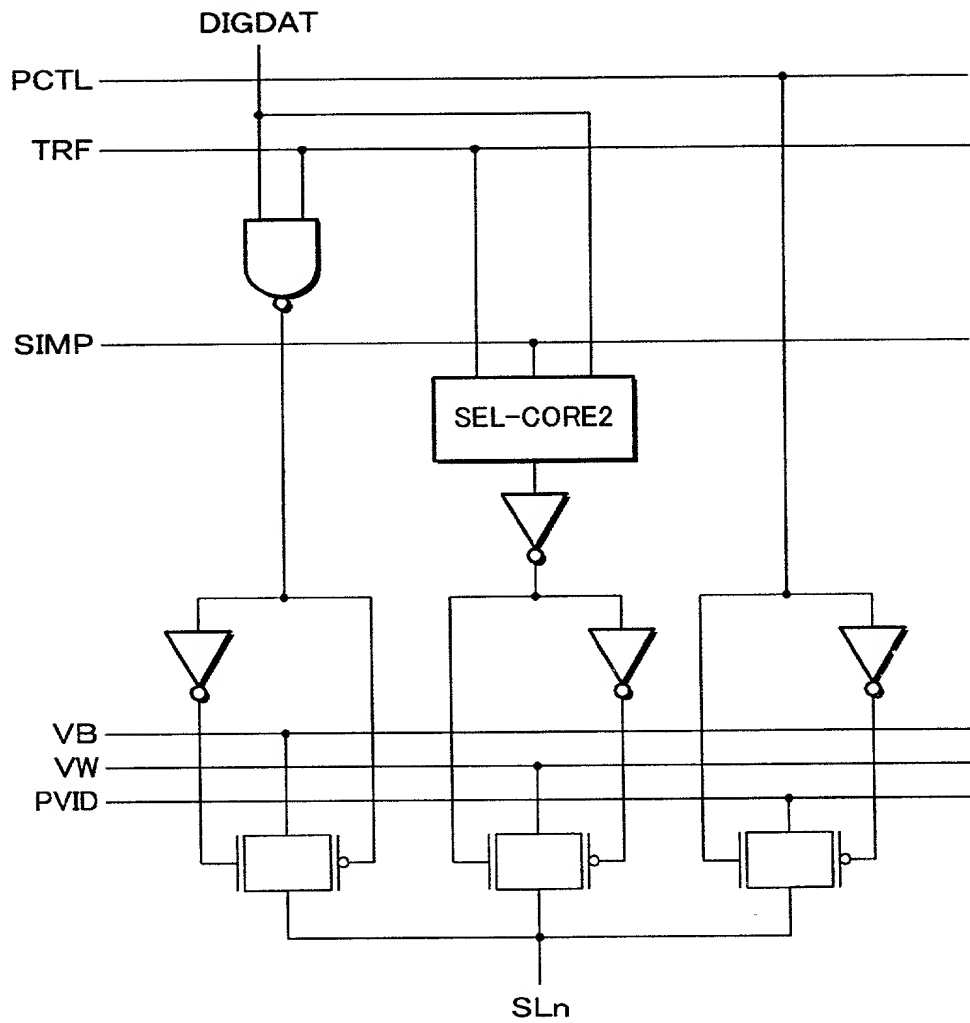 DIGDAT
PCTL
TRF
SIMP
SEL-CORE2
VB
VW
PVID
SLn